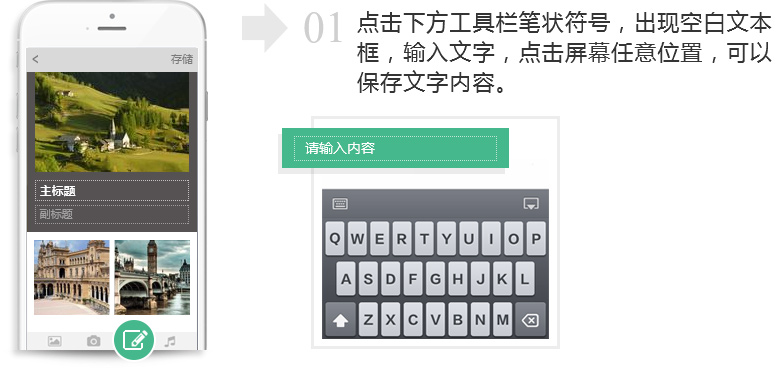 < 存储
主标题
副标题
01 点击下方工具栏笔状符号，出现空白文本
框，输入文字，点击屏幕任意位置，可以
保存文字内容。
请输入内容
Q W E R T Y U I O P
A S D F G H J K L
Z X C V B N M